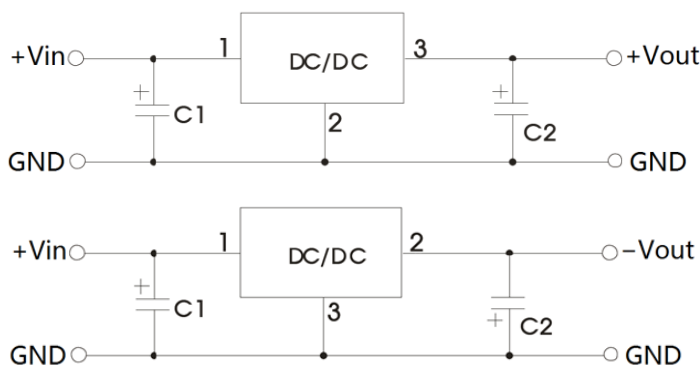 +Vin 1 DC/DC 3 +Vout
+ C1 2 + C2
GND GND
+Vin 1 DC/DC 2 −Vout
+ C1 3 + C2
GND GND